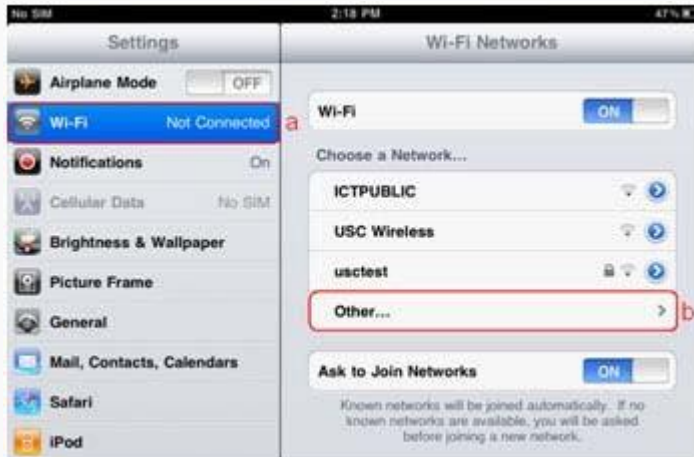 No SIM 2:18 PM 47%
Settings
Wi-Fi Networks
Airplane Mode OFF
Wi-Fi Not Connected a
Notifications On
Cellular Data No SIM
Brightness & Wallpaper
Picture Frame
General
Mail, Contacts, Calendars
Safari
iPod
Wi-Fi ON
Choose a Network...
ICTPUBLIC
USC Wireless
usctest
Other... b
Ask to Join Networks ON
Known networks will be joined automatically. If no
known networks are available, you will be asked
before joining a new network.